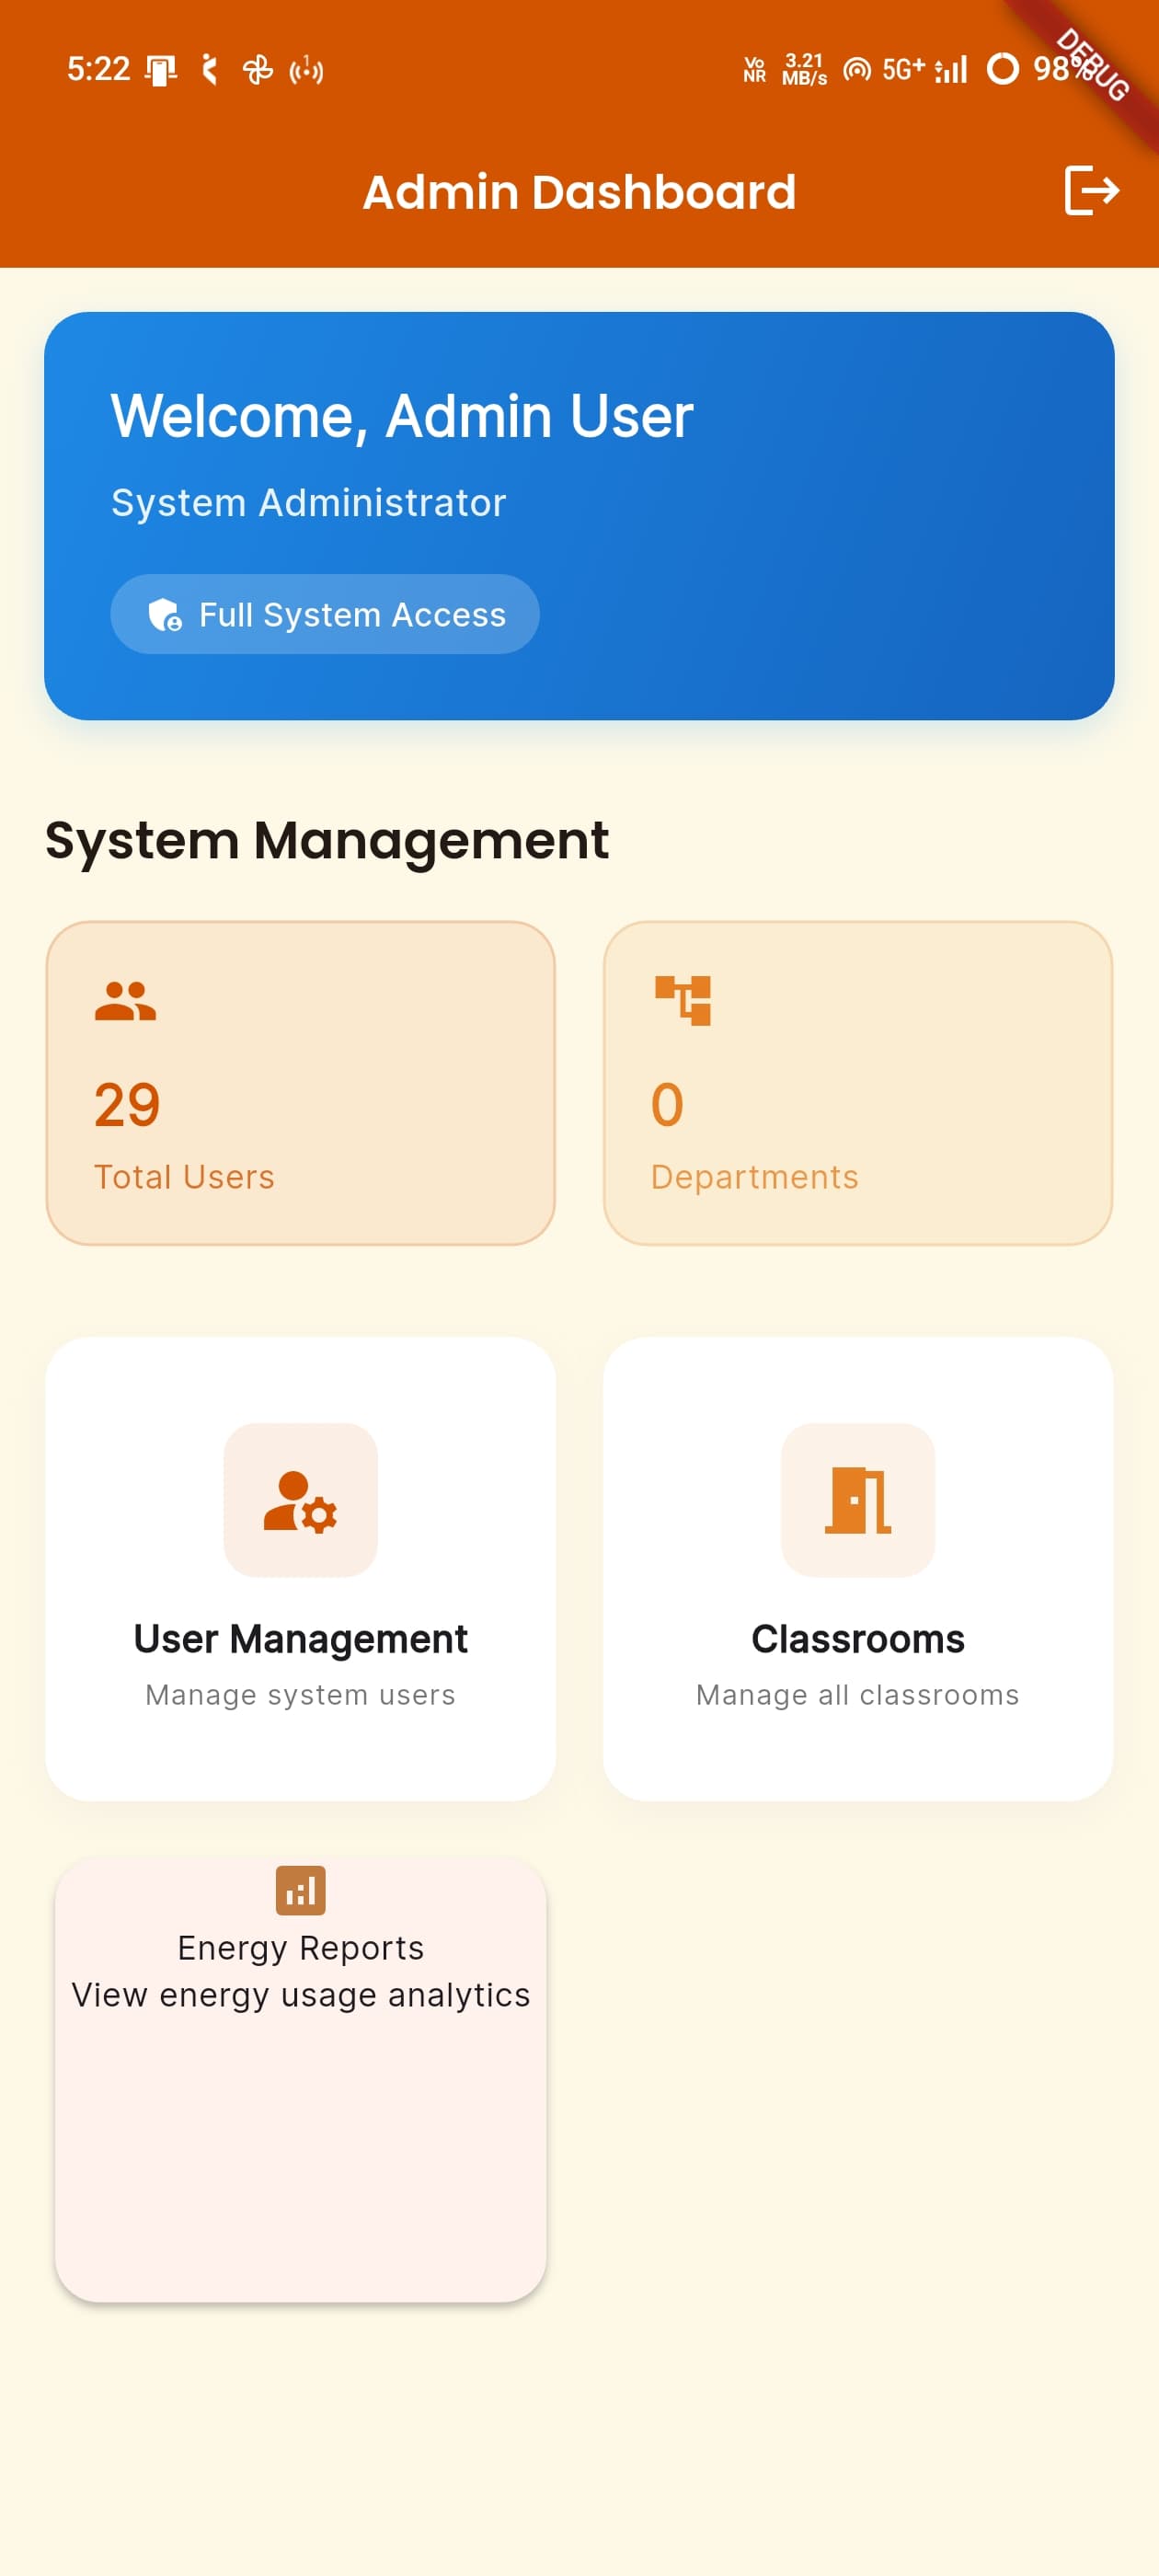 5:22
Vo
NR
3.21
MB/s
5G+
98%
DEBUG
Admin Dashboard
Welcome, Admin User
System Administrator
Full System Access
System Management
29
Total Users
0
Departments
User Management
Manage system users
Classrooms
Manage all classrooms
Energy Reports
View energy usage analytics